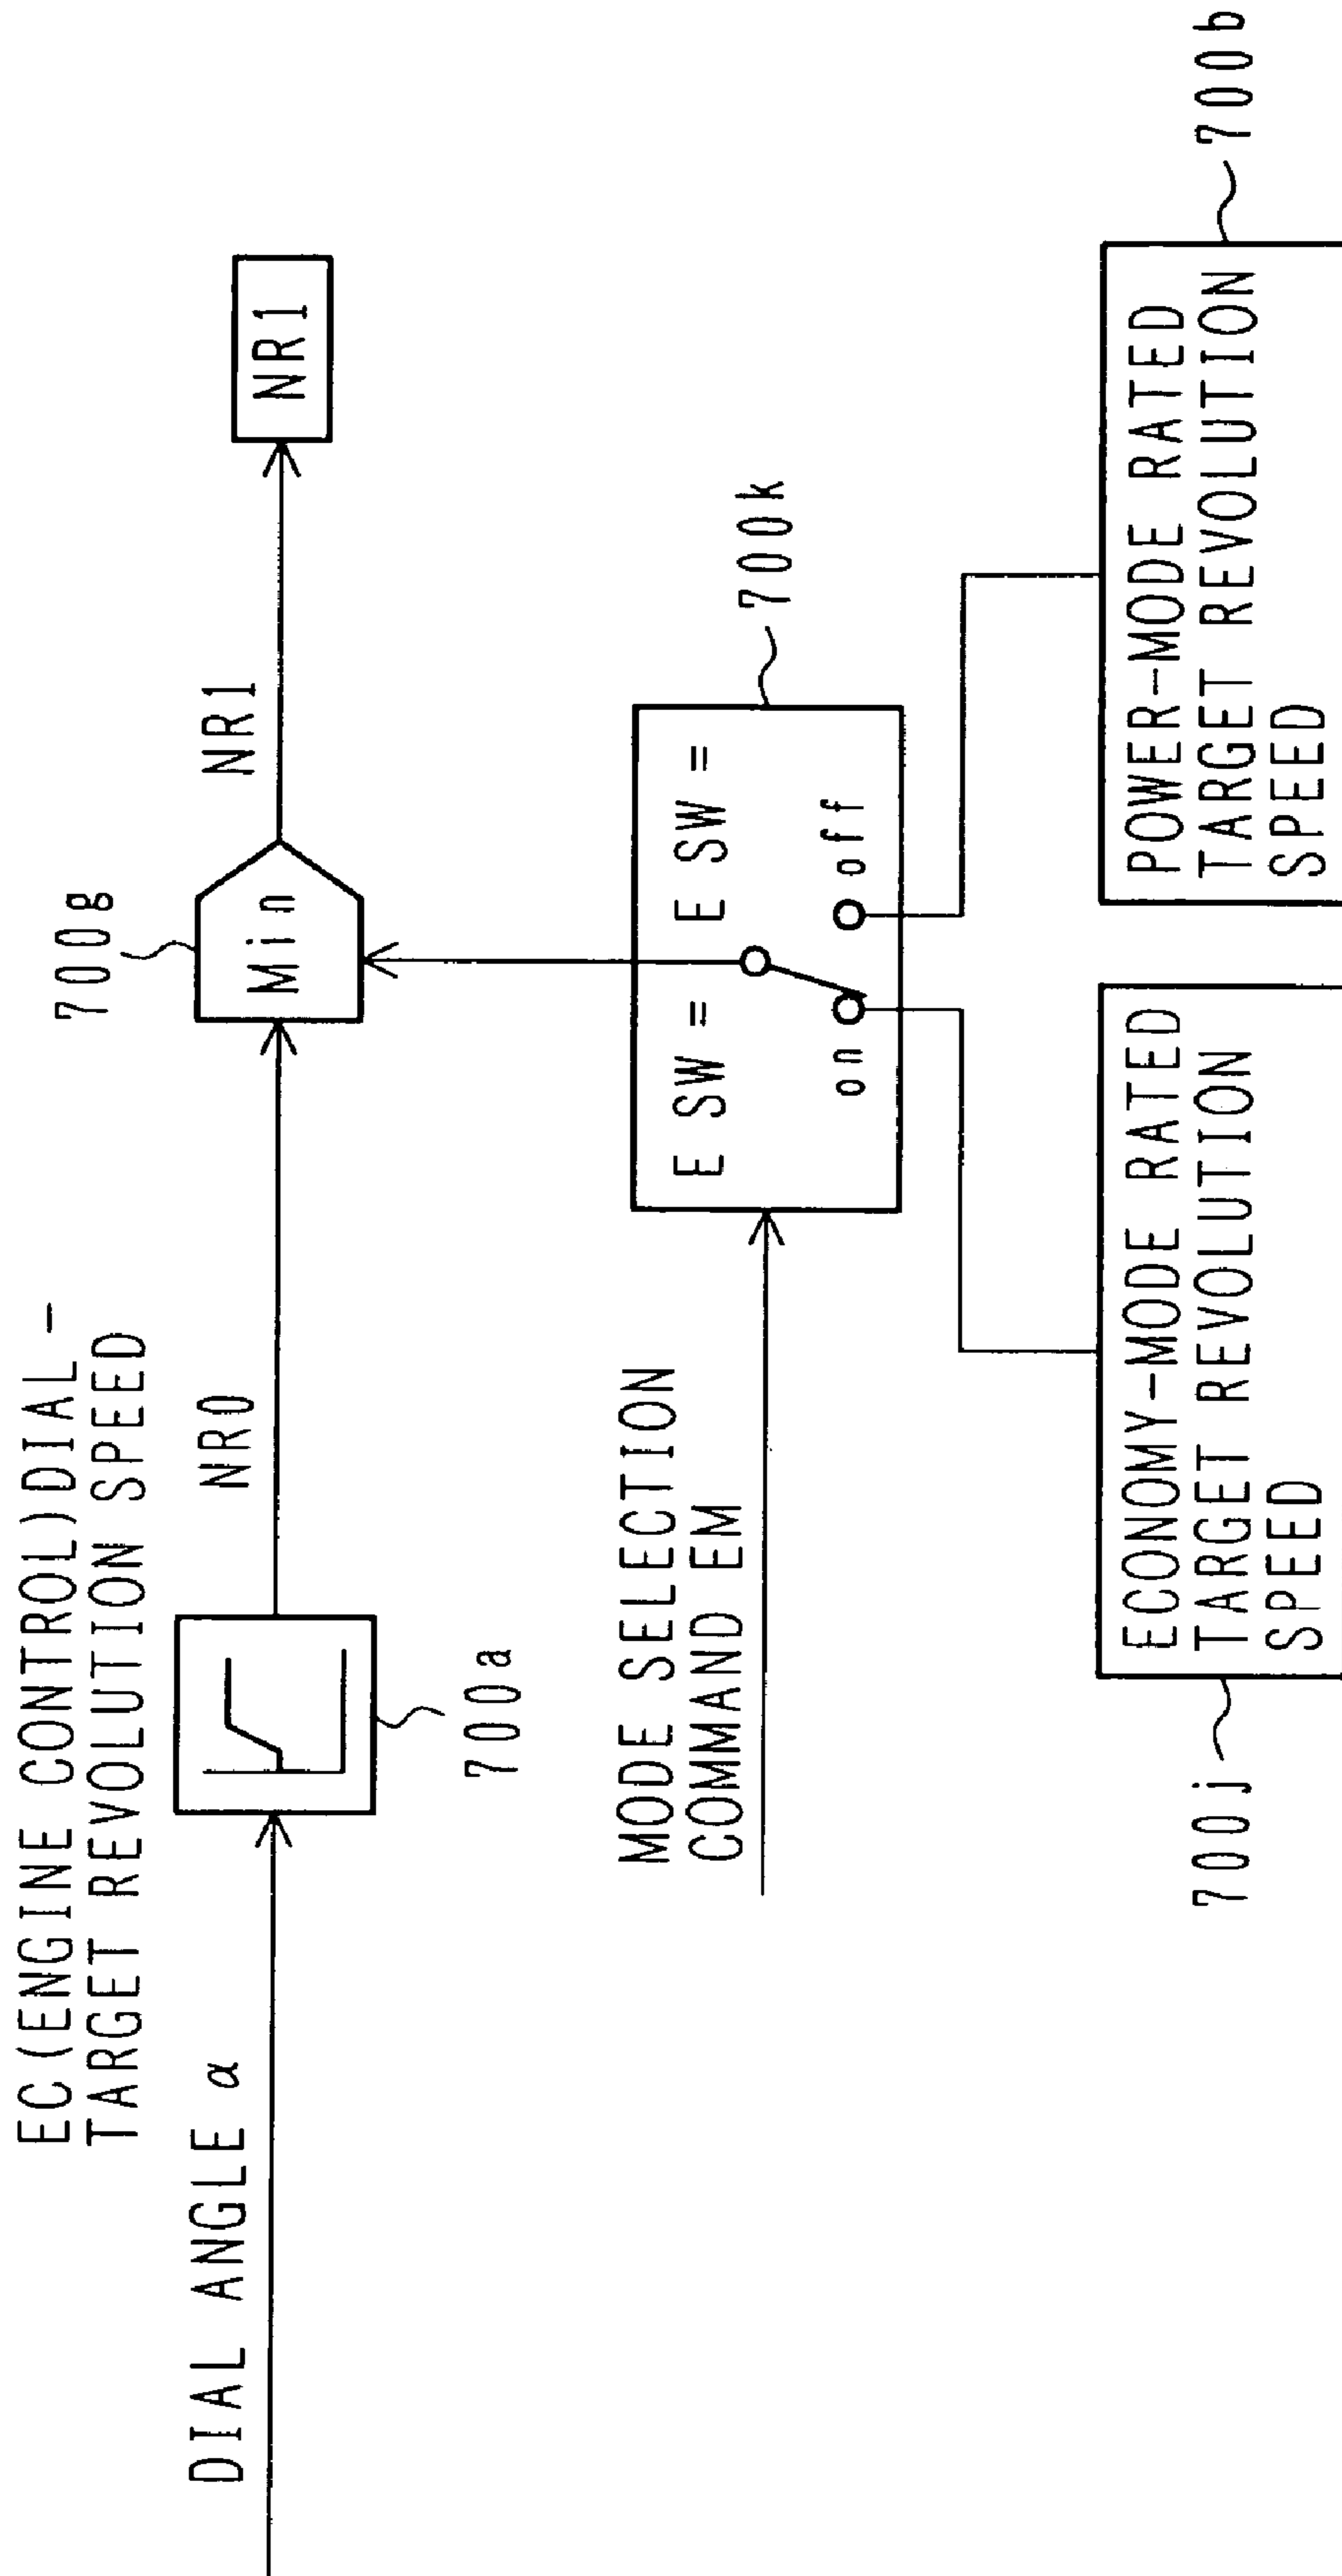 EC(ENGINE CONTROL)DIAL-
TARGET REVOLUTION SPEED
DIAL ANGLE α
700a
NR0
700g
Min
NR1
NR1
MODE SELECTION
COMMAND EM
E SW = E SW =
on off
700k
ECONOMY-MODE RATED
TARGET REVOLUTION
SPEED
700j
POWER-MODE RATED
TARGET REVOLUTION
SPEED
700b